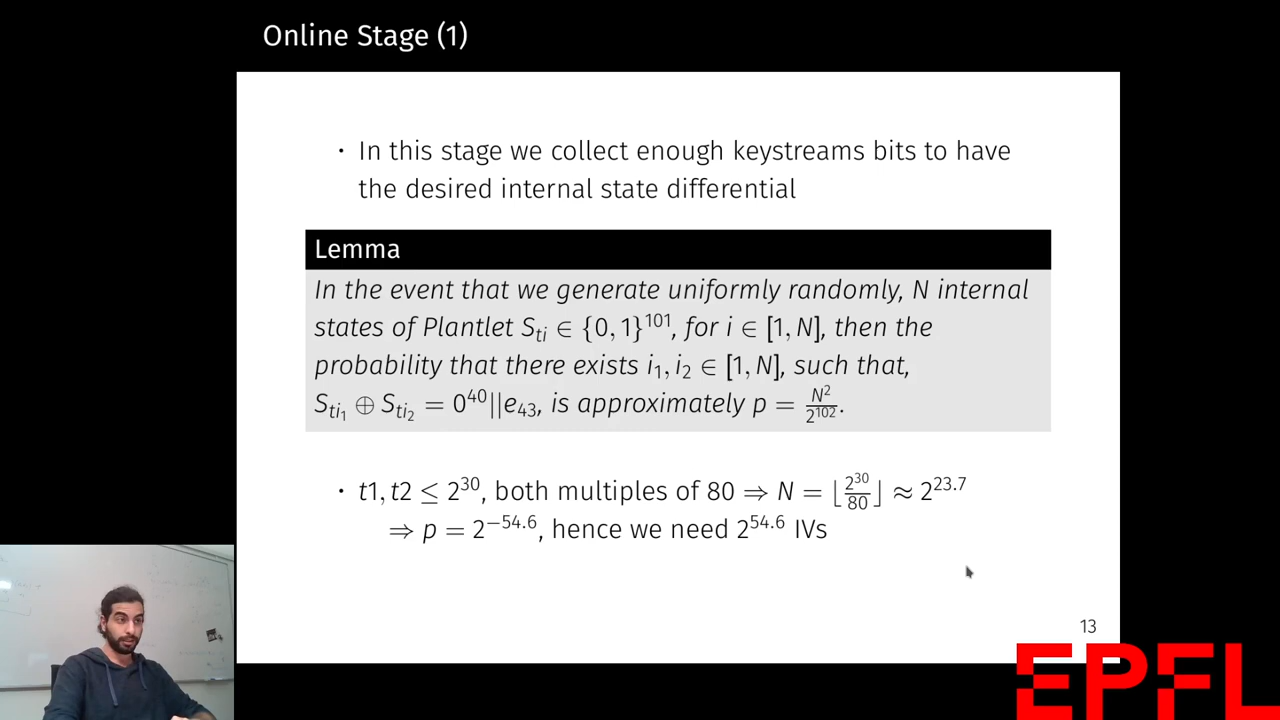 Online Stage (1)
• In this stage we collect enough keystreams bits to have
the desired internal state differential
Lemma
In the event that we generate uniformly randomly, N internal
states of Plantlet S_{ti} ∈ {0, 1}^{101}, for i ∈ [1, N], then the
probability that there exists i_1, i_2 ∈ [1, N], such that,
S_{ti_1} ⊕ S_{ti_2} = 0^{40}||e_{43}, is approximately p = \frac{N^2}{2^{102}}.
• t1, t2 ≤ 2^{30}, both multiples of 80 ⇒ N = ⌊\frac{2^{30}}{80}⌋ ≈ 2^{23.7}
⇒ p = 2^{−54.6}, hence we need 2^{54.6} IVs
13
EPFL